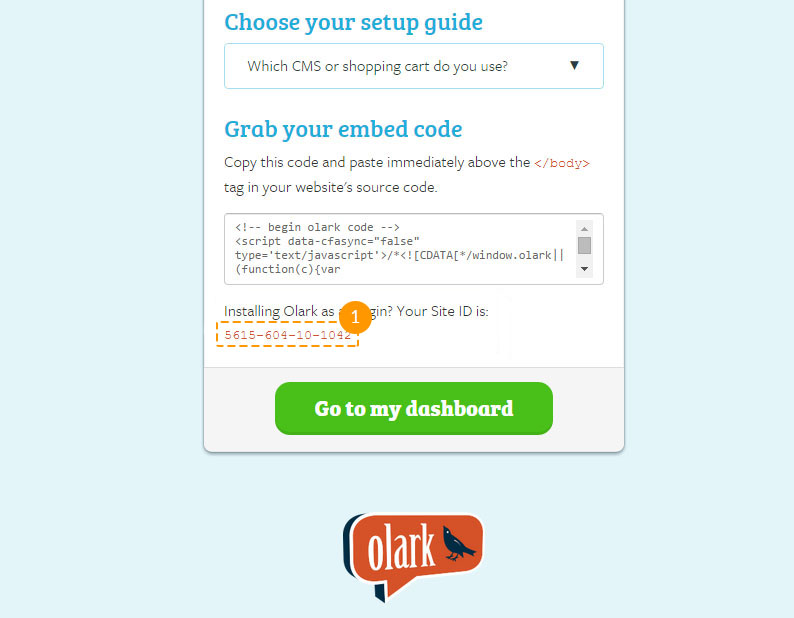 Choose your setup guide
Which CMS or shopping cart do you use?
Grab your embed code
Copy this code and paste immediately above the </body>
tag in your website's source code.
<!-- begin olark code -->
<script data-cfasync="false"
type='text/javascript'>/*<![CDATA[*/window.olark||
(function(c){var
Installing Olark as a gin? Your Site ID is:
1
5615-604-10-1042
Go to my dashboard
olark